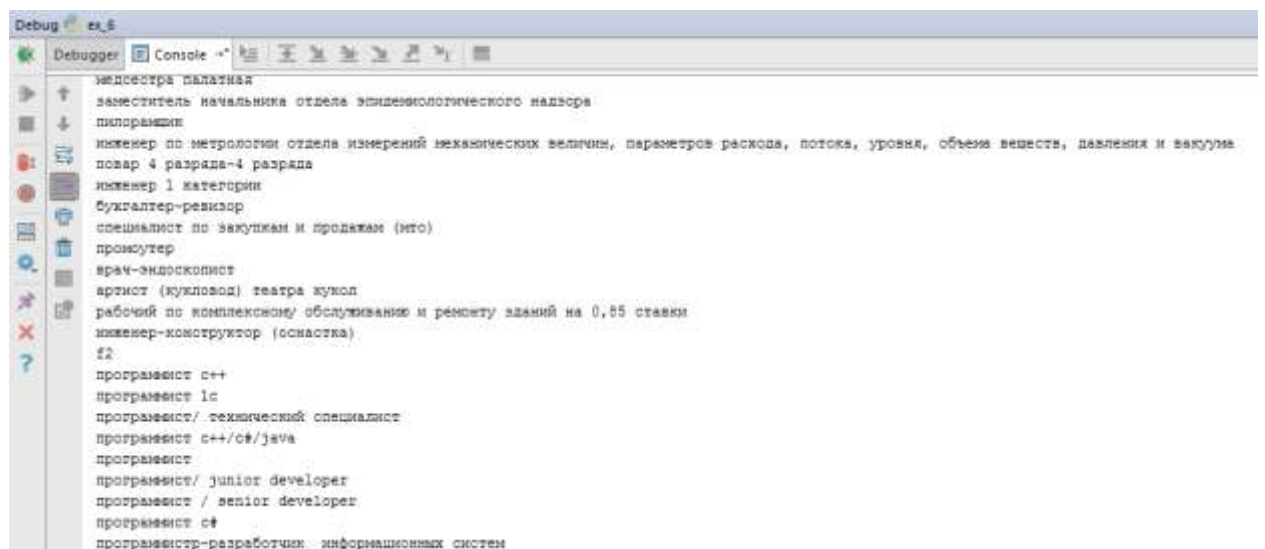 Debug ex_6
Debugger Console
медсестра палатная
заместитель начальника отдела эпидемиологического надзора
пилорамщик
инженер по метрологии отдела измерений механических величин, параметров расхода, потока, уровня, объема веществ, давления и вакуума
повар 4 разряда-4 разряда
инженер 1 категории
бухгалтер-ревизор
специалист по закупкам и продажам (мто)
промоутер
врач-эндоскопист
артист (кукловод) театра кукол
рабочий по комплексному обслуживанию и ремонту зданий на 0,85 ставки
инженер-конструктор (оснастка)
f2
программист c++
программист 1с
программист/ технический специалист
программист c++/c#/java
программист
программист/ junior developer
программист / senior developer
программист c#
программистр-разработчик информационных систем